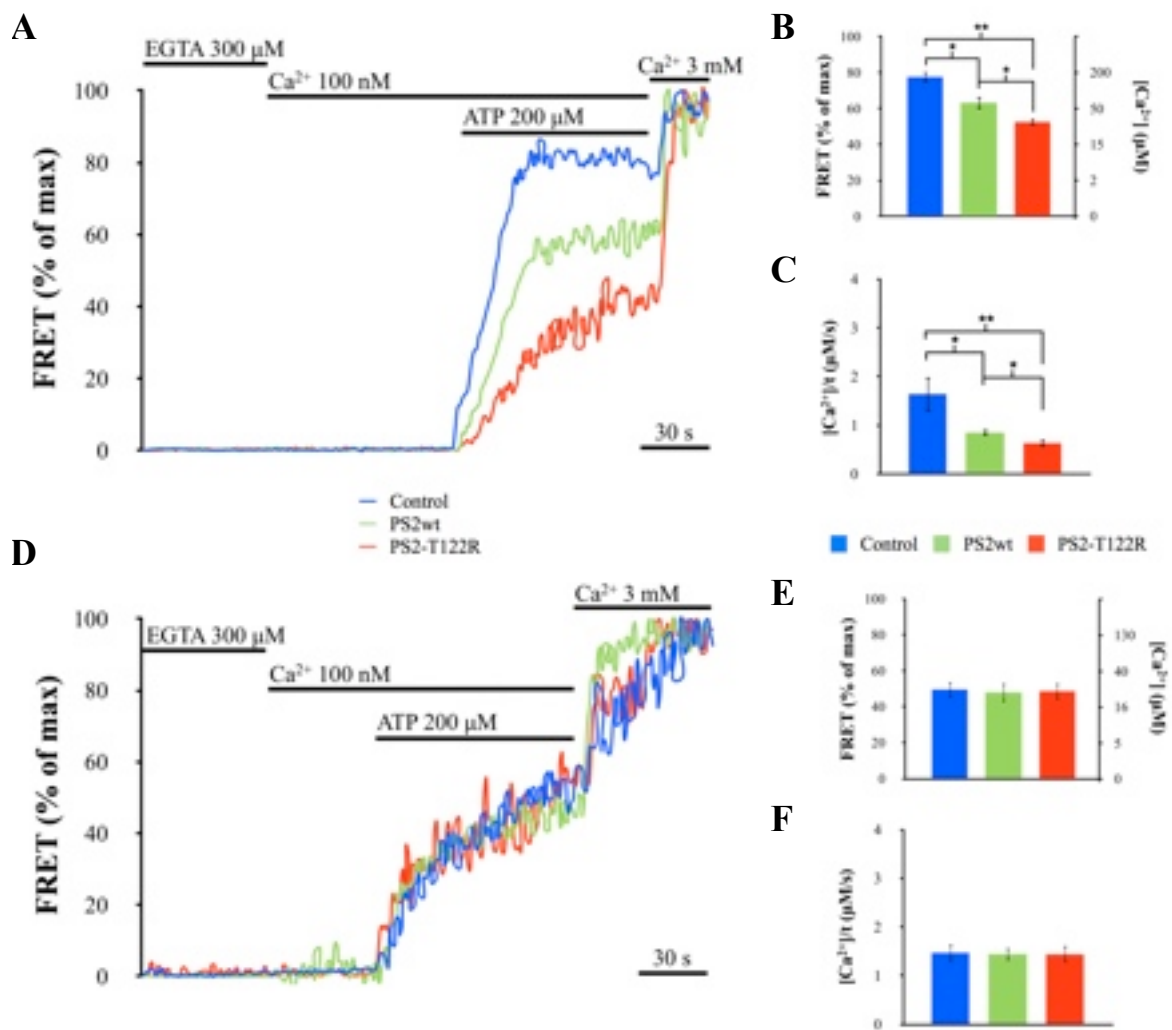 A
EGTA 300 μM
Ca²⁺ 100 nM
Ca²⁺ 3 mM
ATP 200 μM
FRET (% of max)
100
80
60
40
20
0
30 s
Control
PS2wt
PS2-T122R
B
FRET (% of max)
100
80
60
40
20
0
**
*
*
200
50
15
2
0
[Ca²⁺] (μM)
C
[Ca²⁺]/t (μM/s)
4
3
2
1
0
**
*
*
Control PS2wt PS2-T122R
D
EGTA 300 μM
Ca²⁺ 100 nM
ATP 200 μM
Ca²⁺ 3 mM
FRET (% of max)
100
80
60
40
20
0
30 s
E
FRET (% of max)
100
80
60
40
20
0
130
40
16
5
0
[Ca²⁺] (μM)
F
[Ca²⁺]/t (μM/s)
4
3
2
1
0